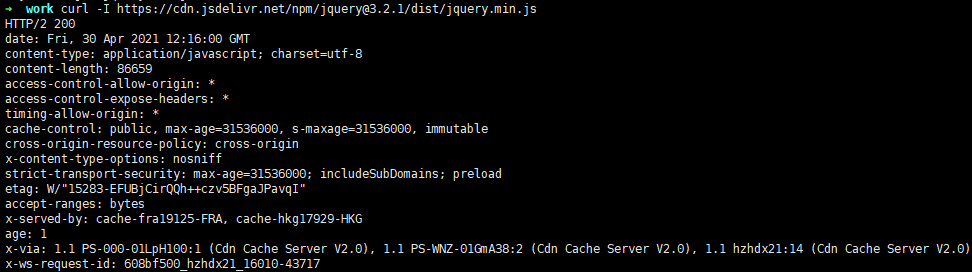 ➜ work curl -I https://cdn.jsdelivr.net/npm/jquery@3.2.1/dist/jquery.min.js
HTTP/2 200
date: Fri, 30 Apr 2021 12:16:00 GMT
content-type: application/javascript; charset=utf-8
content-length: 86659
access-control-allow-origin: *
access-control-expose-headers: *
timing-allow-origin: *
cache-control: public, max-age=31536000, s-maxage=31536000, immutable
cross-origin-resource-policy: cross-origin
x-content-type-options: nosniff
strict-transport-security: max-age=31536000; includeSubDomains; preload
etag: W/"15283-EFUBjCirQQh++czv5BFgaJPavqI"
accept-ranges: bytes
x-served-by: cache-fra19125-FRA, cache-hkg17929-HKG
age: 1
x-via: 1.1 PS-000-01LpH100:1 (Cdn Cache Server V2.0), 1.1 PS-WNZ-01GmA38:2 (Cdn Cache Server V2.0), 1.1 hzhdx21:14 (Cdn Cache Server V2.0)
x-ws-request-id: 608bf500_hzhdx21_16010-43717